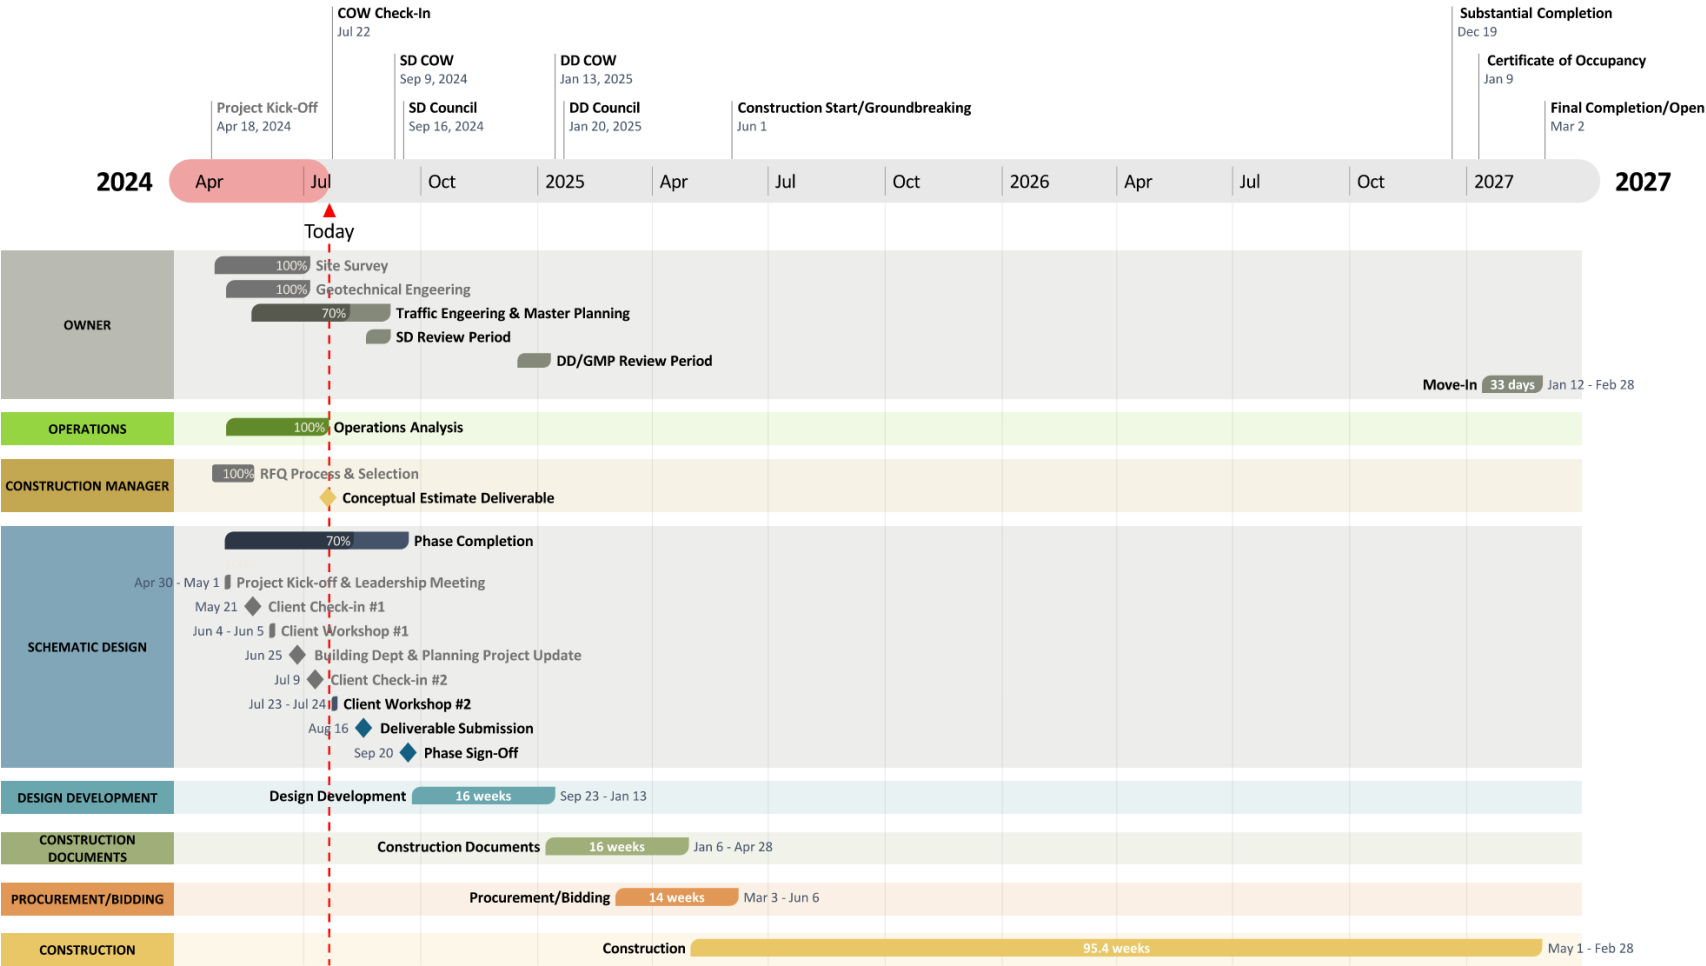 COW Check-In
Jul 22
Substantial Completion
Dec 19
SD COW
Sep 9, 2024
DD COW
Jan 13, 2025
Certificate of Occupancy
Jan 9
Project Kick-Off
Apr 18, 2024
SD Council
Sep 16, 2024
DD Council
Jan 20, 2025
Construction Start/Groundbreaking
Jun 1
Final Completion/Open
Mar 2
2024 Apr Jul Oct 2025 Apr Jul Oct 2026 Apr Jul Oct 2027 2027
Today
OWNER
100% Site Survey
100% Geotechnical Engeering
70% Traffic Engeering & Master Planning
SD Review Period
DD/GMP Review Period
Move-In 33 days Jan 12 - Feb 28
OPERATIONS
100% Operations Analysis
CONSTRUCTION MANAGER
100% RFQ Process & Selection
Conceptual Estimate Deliverable
SCHEMATIC DESIGN
70% Phase Completion
Apr 30 - May 1 Project Kick-off & Leadership Meeting
May 21 Client Check-in #1
Jun 4 - Jun 5 Client Workshop #1
Jun 25 Building Dept & Planning Project Update
Jul 9 Client Check-in #2
Jul 23 - Jul 24 Client Workshop #2
Aug 16 Deliverable Submission
Sep 20 Phase Sign-Off
DESIGN DEVELOPMENT
Design Development 16 weeks Sep 23 - Jan 13
CONSTRUCTION
DOCUMENTS
Construction Documents 16 weeks Jan 6 - Apr 28
PROCUREMENT/BIDDING
Procurement/Bidding 14 weeks Mar 3 - Jun 6
CONSTRUCTION
Construction 95.4 weeks May 1 - Feb 28